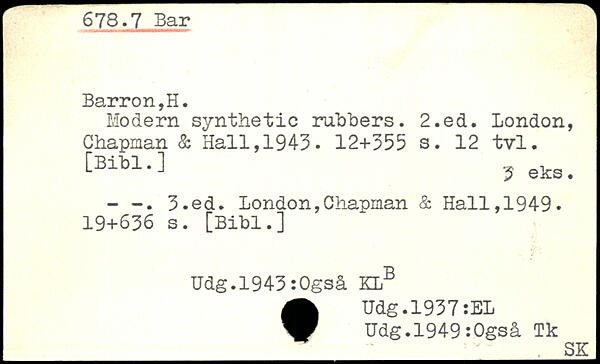 678.7 Bar
Barron,H.
Modern synthetic rubbers. 2.ed. London,
Chapman & Hall,1943. 12+355 s. 12 tvl.
[Bibl.]
3 eks.
- -. 3.ed. London,Chapman & Hall,1949.
19+636 s. [Bibl.]
Udg.1943:Også KLB
Udg.1937:EL
Udg.1949:Også Tk
SK